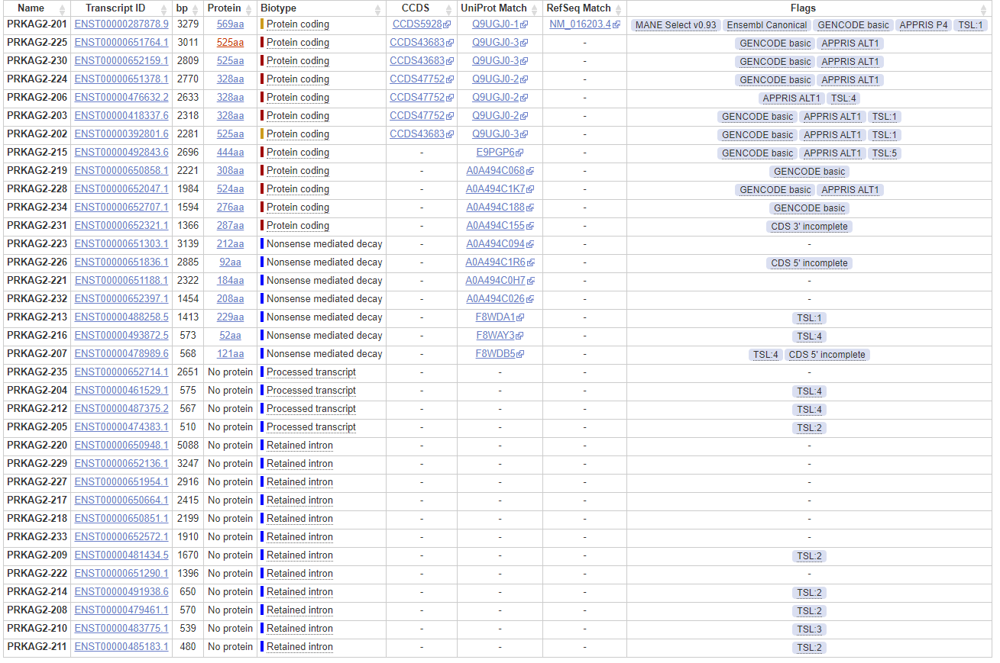 Name Transcript ID bp Protein Biotype CCDS UniProt Match RefSeq Match Flags
PRKAG2-201 ENST00000287878.9 3279 569aa Protein coding CCDS5928 Q9UGJ0-1 NM_016203.4 MANE Select v0.93 Ensembl Canonical GENCODE basic APPRIS P4 TSL:1
PRKAG2-225 ENST00000651764.1 3011 525aa Protein coding CCDS43683 Q9UGJ0-3 - GENCODE basic APPRIS ALT1
PRKAG2-230 ENST00000652159.1 2809 525aa Protein coding CCDS43683 Q9UGJ0-3 - GENCODE basic APPRIS ALT1
PRKAG2-224 ENST00000651378.1 2770 328aa Protein coding CCDS47752 Q9UGJ0-2 - GENCODE basic APPRIS ALT1
PRKAG2-206 ENST00000476632.2 2633 328aa Protein coding CCDS47752 Q9UGJ0-2 - APPRIS ALT1 TSL:4
PRKAG2-203 ENST00000418337.6 2318 328aa Protein coding CCDS47752 Q9UGJ0-2 - GENCODE basic APPRIS ALT1 TSL:1
PRKAG2-202 ENST00000392801.6 2281 525aa Protein coding CCDS43683 Q9UGJ0-3 - GENCODE basic APPRIS ALT1 TSL:1
PRKAG2-215 ENST00000492843.6 2696 444aa Protein coding - E9PGP6 - GENCODE basic APPRIS ALT1 TSL:5
PRKAG2-219 ENST00000650858.1 2221 308aa Protein coding - A0A494C068 - GENCODE basic
PRKAG2-228 ENST00000652047.1 1984 524aa Protein coding - A0A494C1K7 - GENCODE basic APPRIS ALT1
PRKAG2-234 ENST00000652707.1 1594 276aa Protein coding - A0A494C188 - GENCODE basic
PRKAG2-231 ENST00000652321.1 1366 287aa Protein coding - A0A494C155 - CDS 3' incomplete
PRKAG2-223 ENST00000651303.1 3139 212aa Nonsense mediated decay - A0A494C094 - -
PRKAG2-226 ENST00000651836.1 2885 92aa Nonsense mediated decay - A0A494C1R6 - CDS 5' incomplete
PRKAG2-221 ENST00000651188.1 2322 184aa Nonsense mediated decay - A0A494C0H7 - -
PRKAG2-232 ENST00000652397.1 1454 208aa Nonsense mediated decay - A0A494C026 - -
PRKAG2-213 ENST00000488258.5 1413 229aa Nonsense mediated decay - F8WDA1 - TSL:1
PRKAG2-216 ENST00000493872.5 573 52aa Nonsense mediated decay - F8WAY3 - TSL:4
PRKAG2-207 ENST00000478989.6 568 121aa Nonsense mediated decay - F8WDB5 - TSL:4 CDS 5' incomplete
PRKAG2-235 ENST00000652714.1 2651 No protein Processed transcript - - - -
PRKAG2-204 ENST00000461529.1 575 No protein Processed transcript - - - TSL:4
PRKAG2-212 ENST00000487375.2 567 No protein Processed transcript - - - TSL:4
PRKAG2-205 ENST00000474383.1 510 No protein Processed transcript - - - TSL:2
PRKAG2-220 ENST00000650948.1 5088 No protein Retained intron - - - -
PRKAG2-229 ENST00000652136.1 3247 No protein Retained intron - - - -
PRKAG2-227 ENST00000651954.1 2916 No protein Retained intron - - - -
PRKAG2-217 ENST00000650664.1 2415 No protein Retained intron - - - -
PRKAG2-218 ENST00000650851.1 2199 No protein Retained intron - - - -
PRKAG2-233 ENST00000652572.1 1910 No protein Retained intron - - - -
PRKAG2-209 ENST00000481434.5 1670 No protein Retained intron - - - TSL:2
PRKAG2-222 ENST00000651290.1 1396 No protein Retained intron - - - -
PRKAG2-214 ENST00000491938.6 650 No protein Retained intron - - - TSL:2
PRKAG2-208 ENST00000479461.1 570 No protein Retained intron - - - TSL:2
PRKAG2-210 ENST00000483775.1 539 No protein Retained intron - - - TSL:3
PRKAG2-211 ENST00000485183.1 480 No protein Retained intron - - - TSL:2